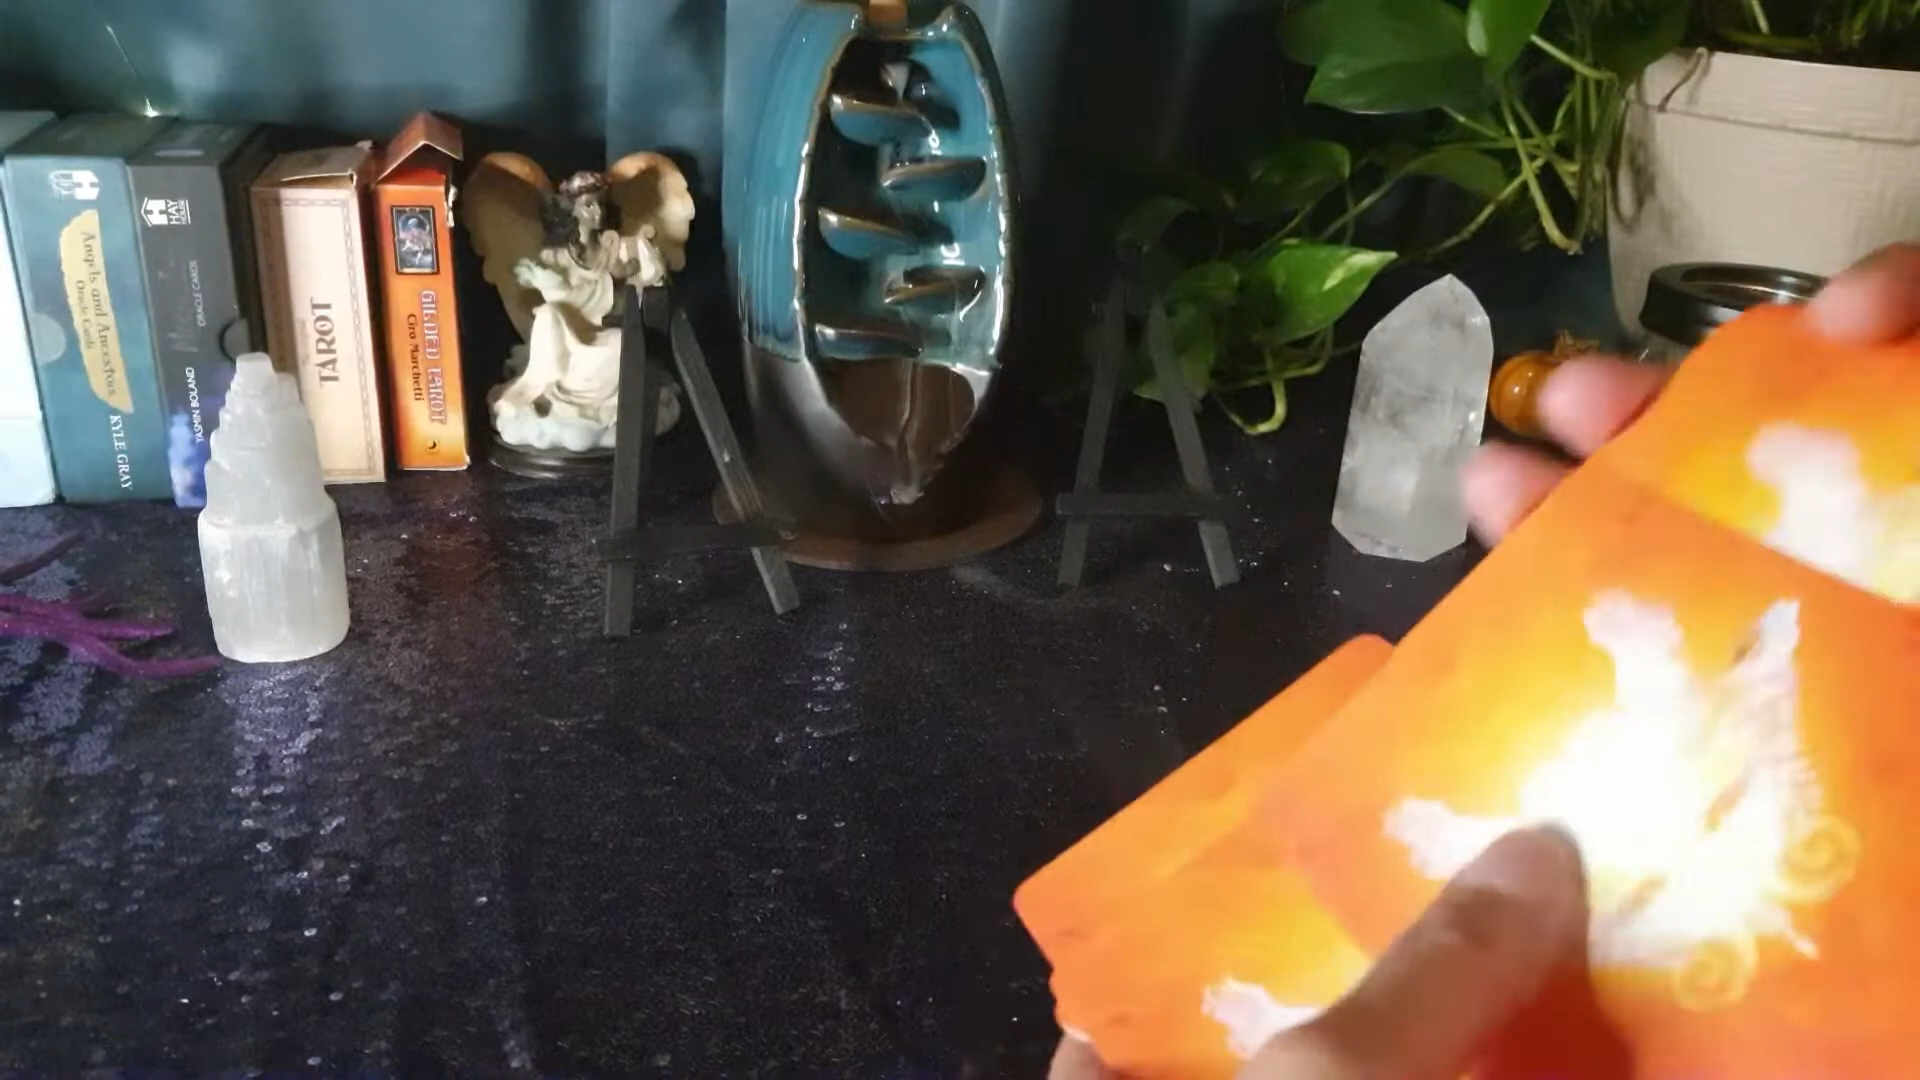 Angels and Ancestors
Oracle Cards
KYLE GRAY
HAY
HOUSE
ORACLE CARDS
YASMIN BOLAND
TAROT
GILDED TAROT
Ciro Marchetti